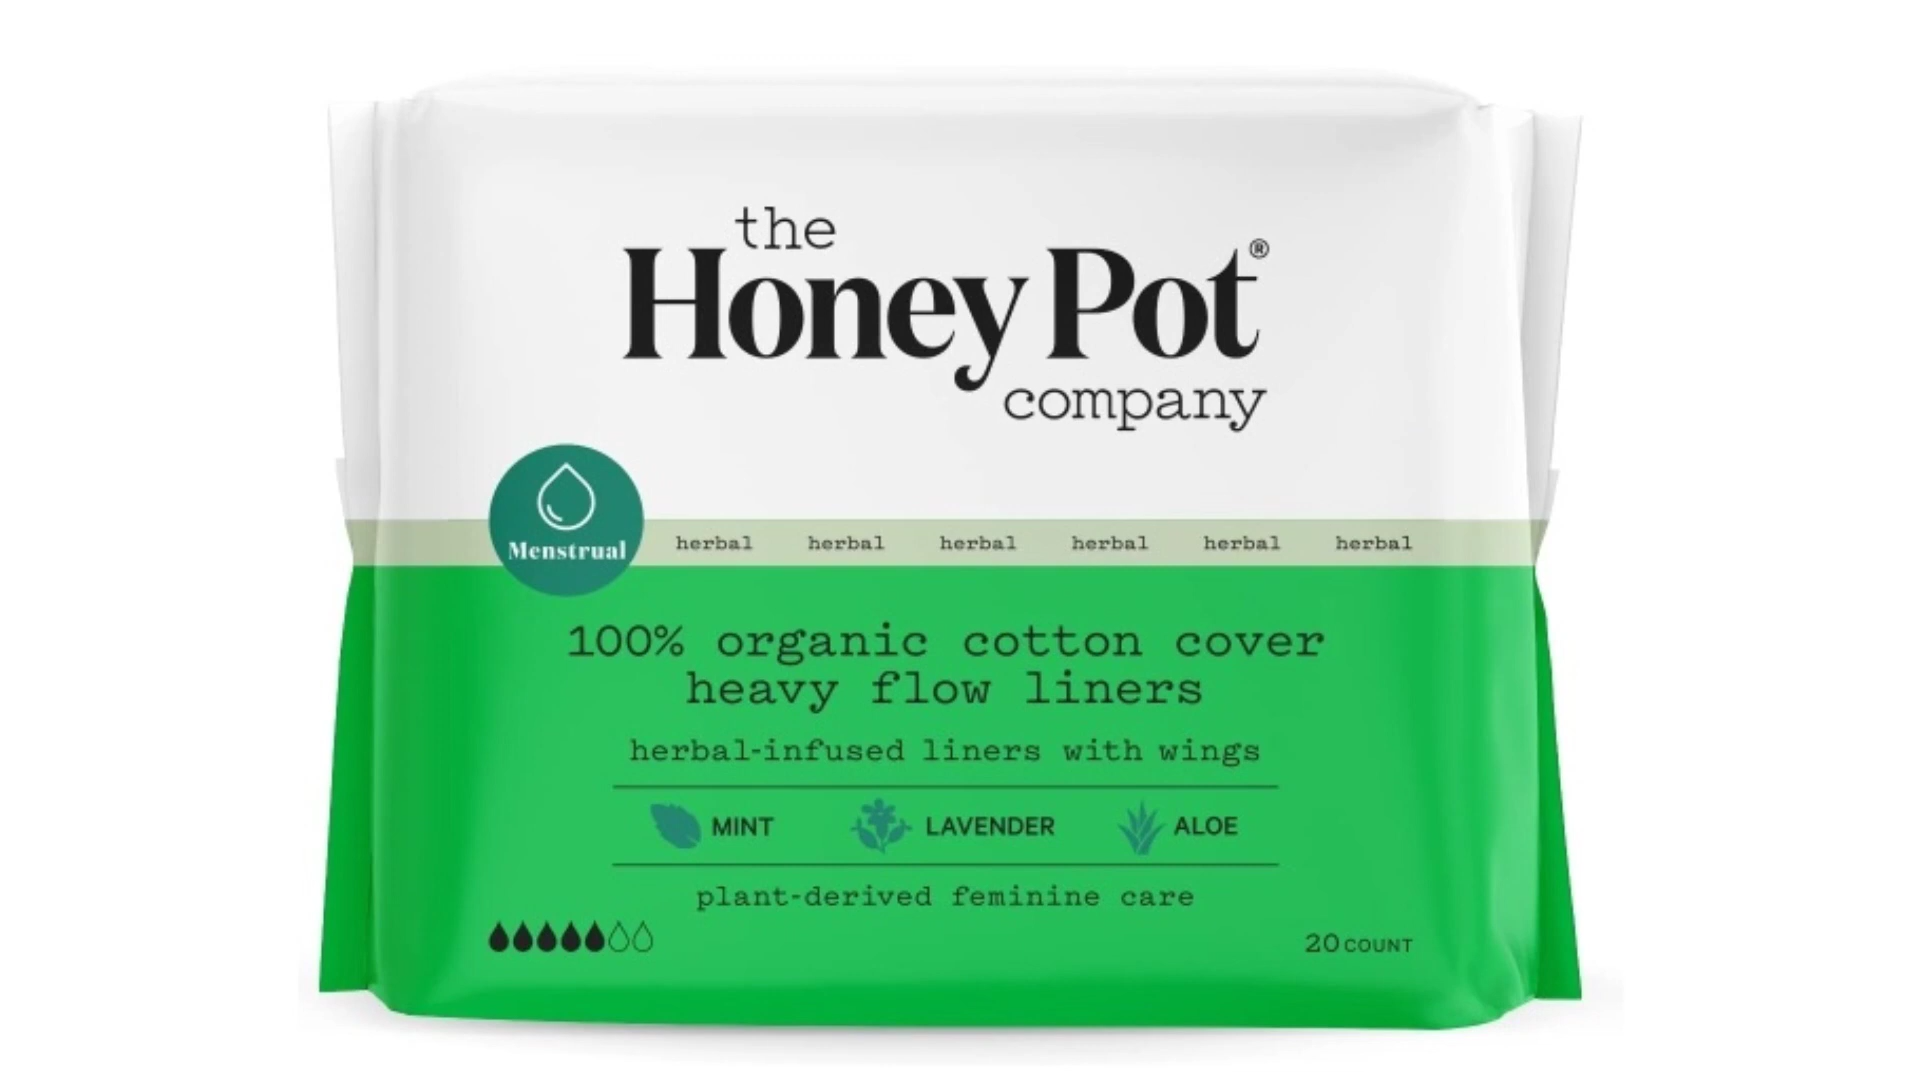 the
Honey Pot®
company
Menstrual
herbal herbal herbal herbal herbal herbal
100% organic cotton cover
heavy flow liners
herbal-infused liners with wings
MINT LAVENDER ALOE
plant-derived feminine care
20 COUNT